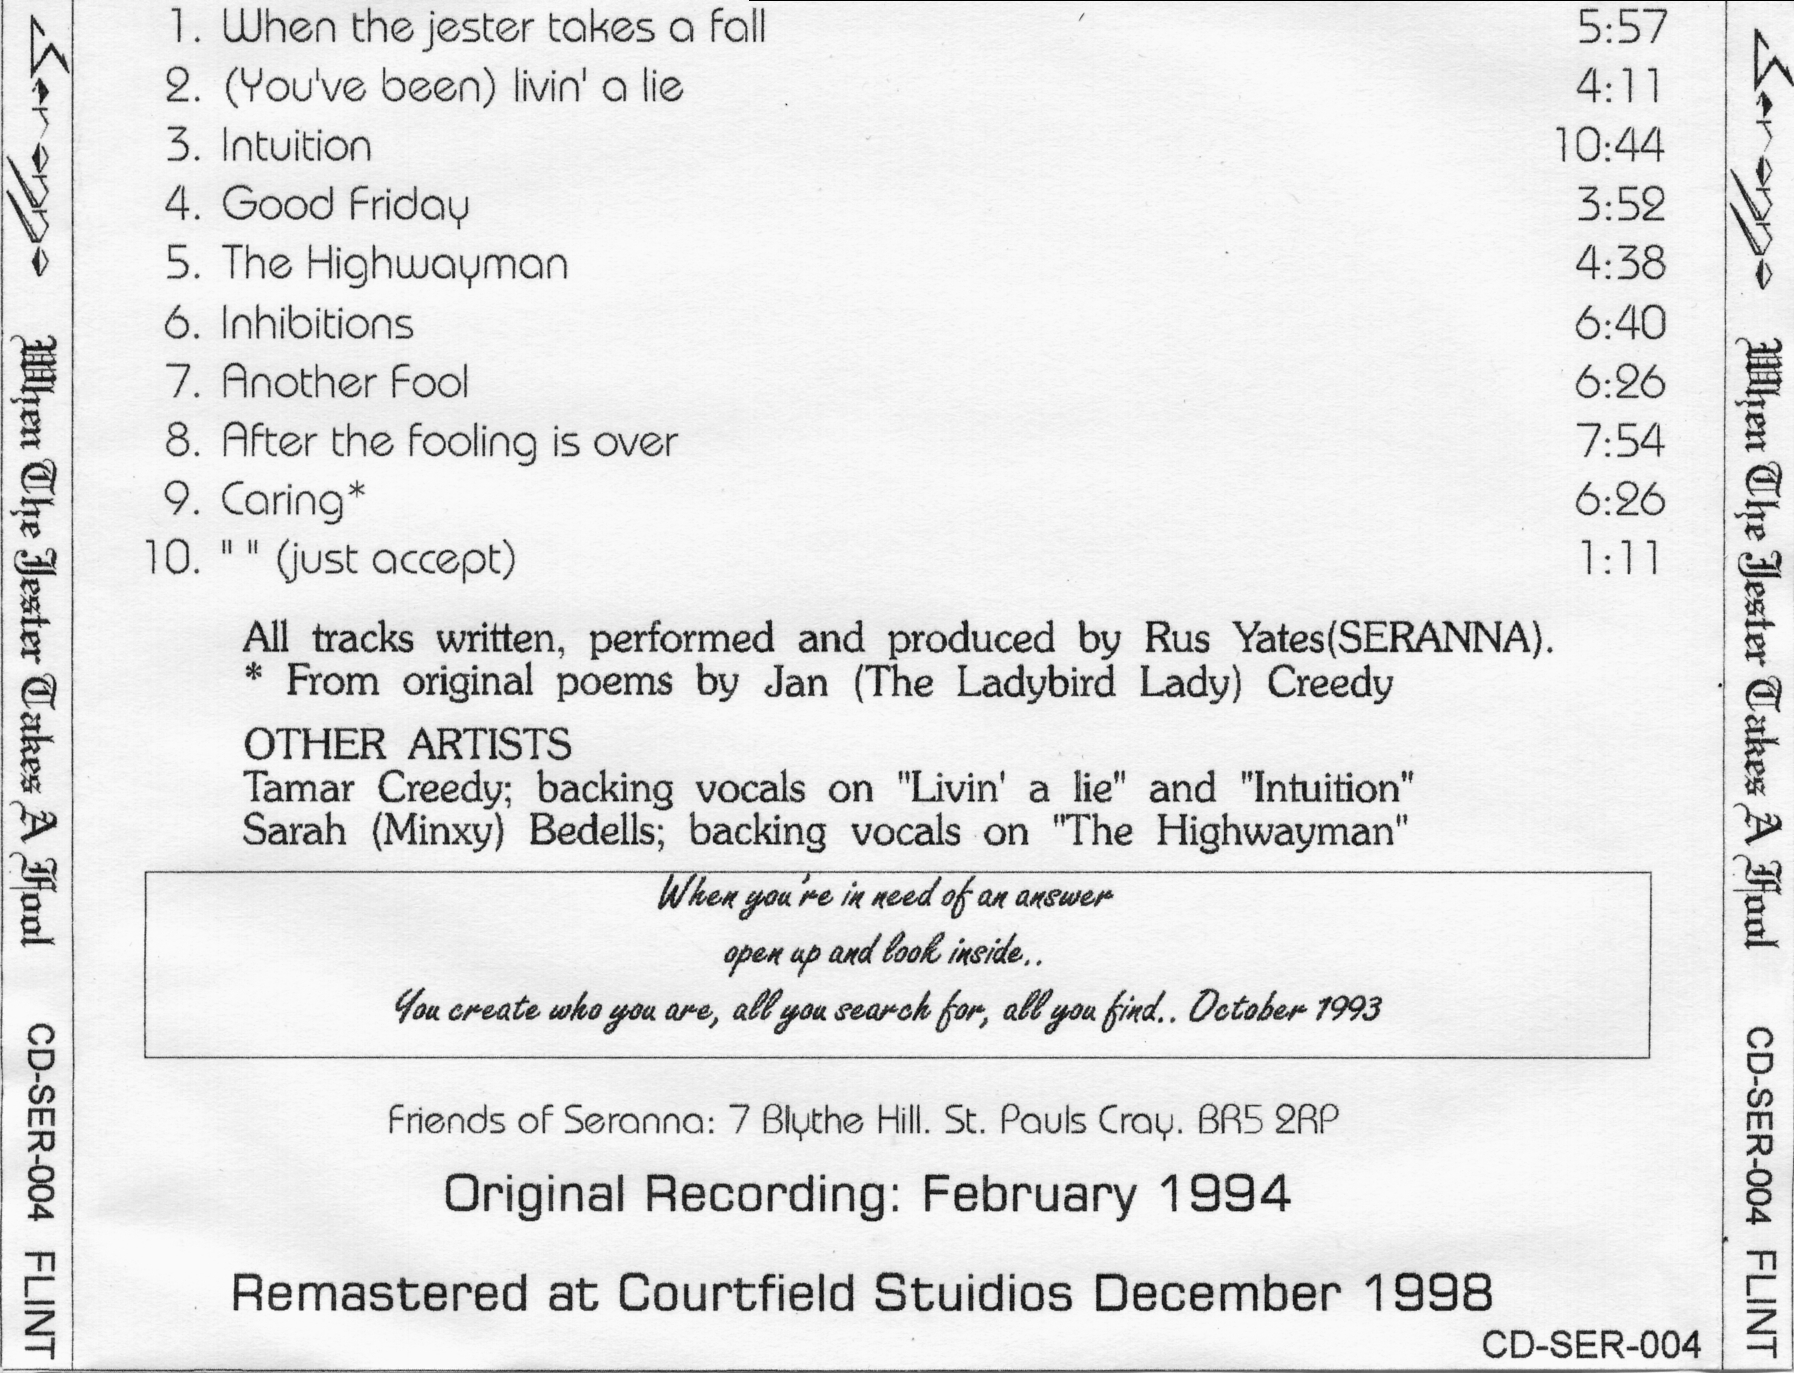 1. When the jester takes a fall 5:57
2. (You've been) livin' a lie 4:11
3. Intuition 10:44
4. Good Friday 3:52
5. The Highwayman 4:38
6. Inhibitions 6:40
7. Another Fool 6:26
8. After the fooling is over 7:54
9. Caring* 6:26
10. " " (just accept) 1:11
All tracks written, performed and produced by Rus Yates(SERANNA).
* From original poems by Jan (The Ladybird Lady) Creedy
OTHER ARTISTS
Tamar Creedy; backing vocals on "Livin' a lie" and "Intuition"
Sarah (Minxy) Bedells; backing vocals on "The Highwayman"
When you're in need of an answer
open up and look inside..
You create who you are, all you search for, all you find.. October 1993
Friends of Seranna: 7 Blythe Hill. St. Pauls Cray. BR5 2RP
Original Recording: February 1994
Remastered at Courtfield Stuidios December 1998
CD-SER-004
Seranna When The Jester Takes A Fool CD-SER-004 FLINT
Seranna When The Jester Takes A Fool CD-SER-004 FLINT